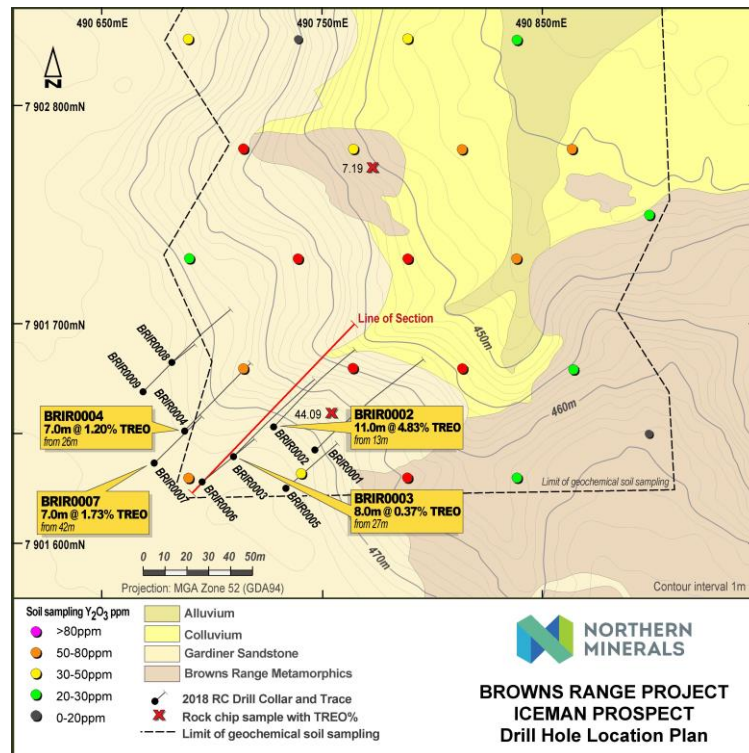 490 650mE
490 750mE
490 850mE
N
7 902 800mN
7.19
7 901 700mN
Line of Section
450m
BRIR0008
BRIR0009
BRIR0004
460m
BRIR0004
7.0m @ 1.20% TREO
from 26m
44.09
BRIR0002
11.0m @ 4.83% TREO
from 13m
BRIR0002
BRIR0001
BRIR0003
BRIR0007
BRIR0006
BRIR0005
Limit of geochemical soil sampling
BRIR0007
7.0m @ 1.73% TREO
from 42m
BRIR0003
8.0m @ 0.37% TREO
from 27m
470m
7 901 600mN
0 10 20 30 50m
Projection: MGA Zone 52 (GDA94)
Contour interval 1m
Soil sampling Y₂O₃ ppm
>80ppm
50-80ppm
30-50ppm
20-30ppm
0-20ppm
Alluvium
Colluvium
Gardiner Sandstone
Browns Range Metamorphics
2018 RC Drill Collar and Trace
Rock chip sample with TREO%
Limit of geochemical soil sampling
NORTHERN
MINERALS
BROWNS RANGE PROJECT
ICEMAN PROSPECT
Drill Hole Location Plan